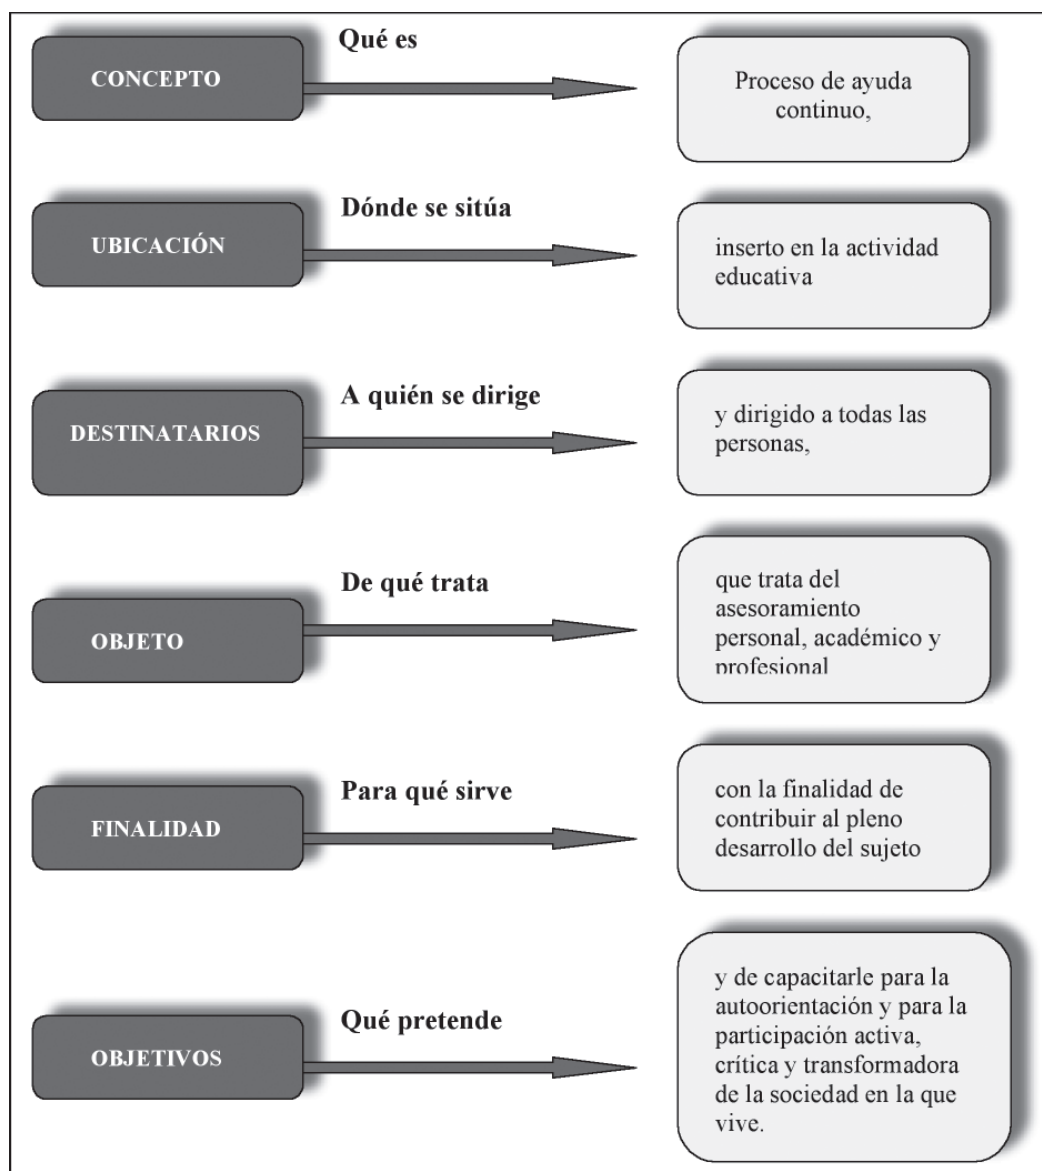 Qué es
CONCEPTO
Proceso de ayuda
continuo,
Dónde se sitúa
UBICACIÓN
inserto en la actividad
educativa
A quién se dirige
DESTINATARIOS
y dirigido a todas las
personas,
De qué trata
OBJETO
que trata del
asesoramiento
personal, académico y
profesional
Para qué sirve
FINALIDAD
con la finalidad de
contribuir al pleno
desarrollo del sujeto
Qué pretende
OBJETIVOS
y de capacitarle para la
autoorientación y para la
participación activa,
crítica y transformadora
de la sociedad en la que
vive.